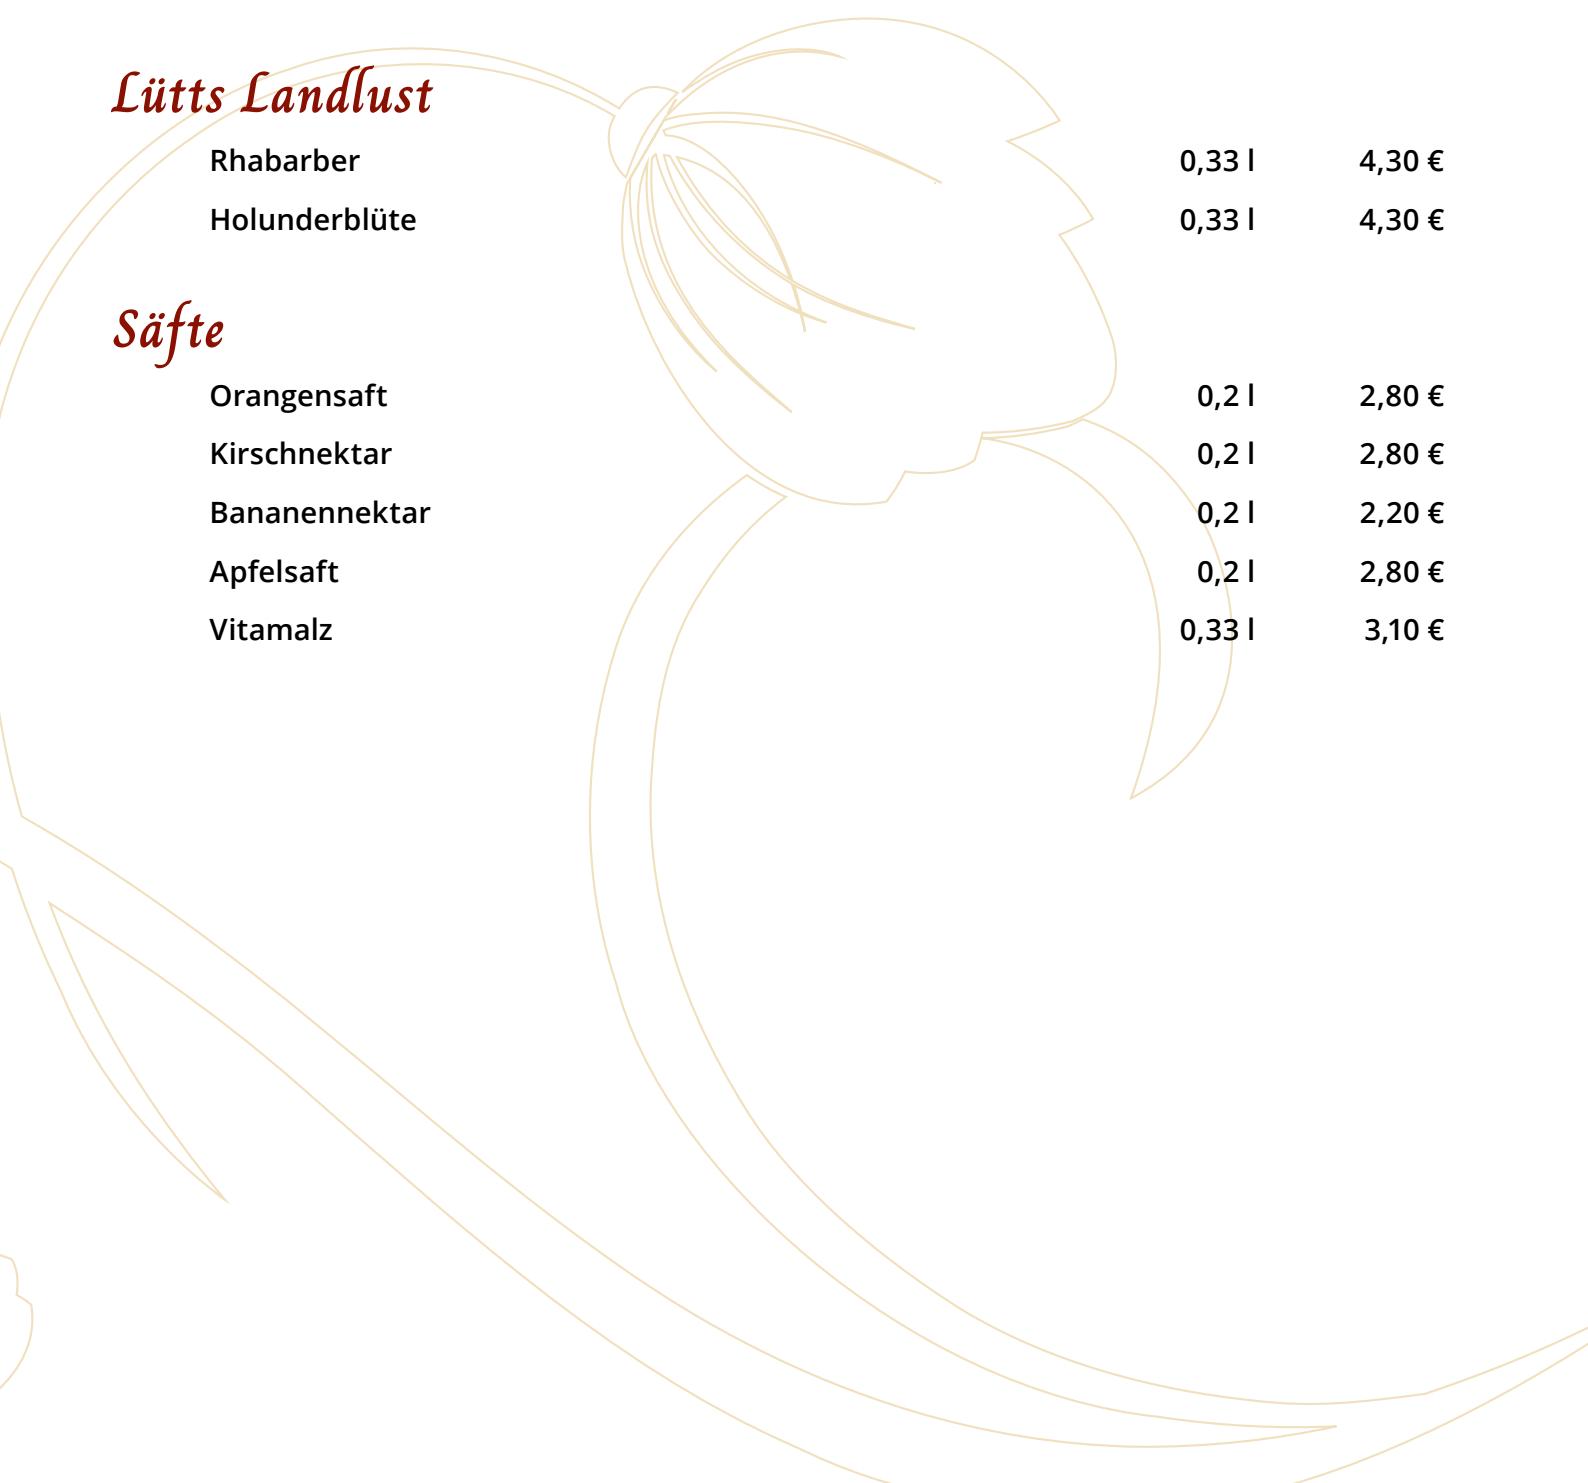 Lütts Landlust
Rhabarber 0,33 l 4,30 €
Holunderblüte 0,33 l 4,30 €
Säfte
Orangensaft 0,2 l 2,80 €
Kirschnektar 0,2 l 2,80 €
Bananennektar 0,2 l 2,20 €
Apfelsaft 0,2 l 2,80 €
Vitamalz 0,33 l 3,10 €